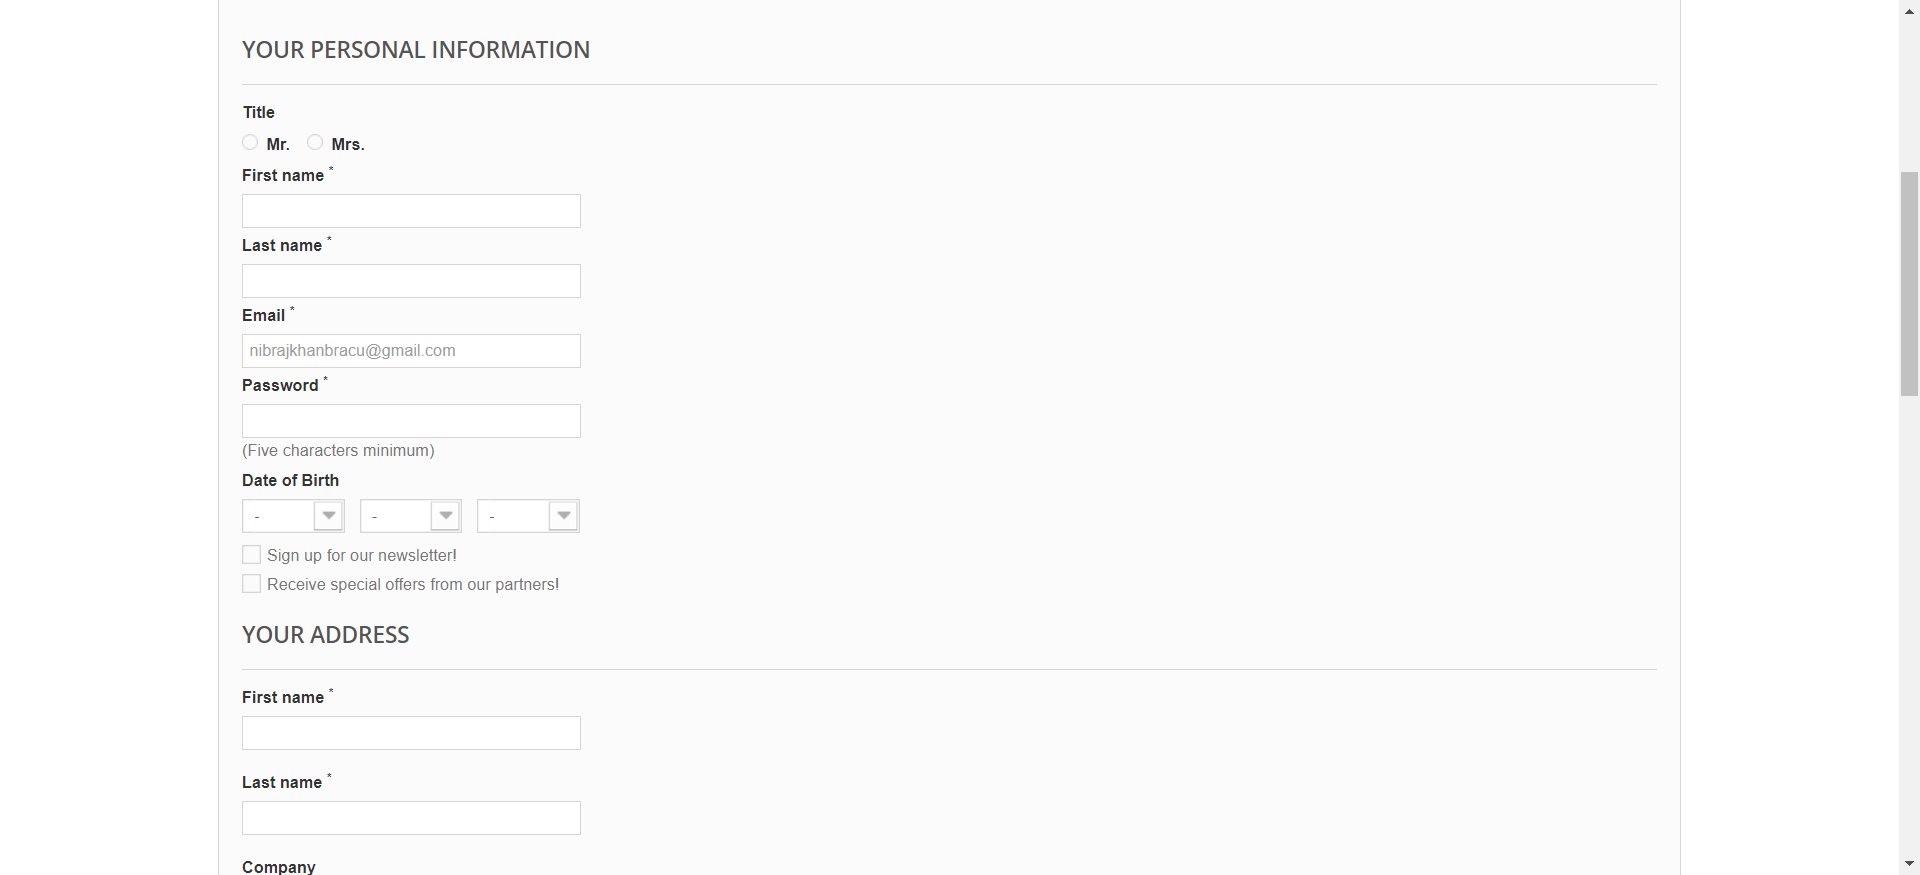 YOUR PERSONAL INFORMATION
Title
Mr. Mrs.
First name *
Last name *
Email *
nibrajkhanbracu@gmail.com
Password *
(Five characters minimum)
Date of Birth
- - -
Sign up for our newsletter!
Receive special offers from our partners!
YOUR ADDRESS
First name *
Last name *
Company